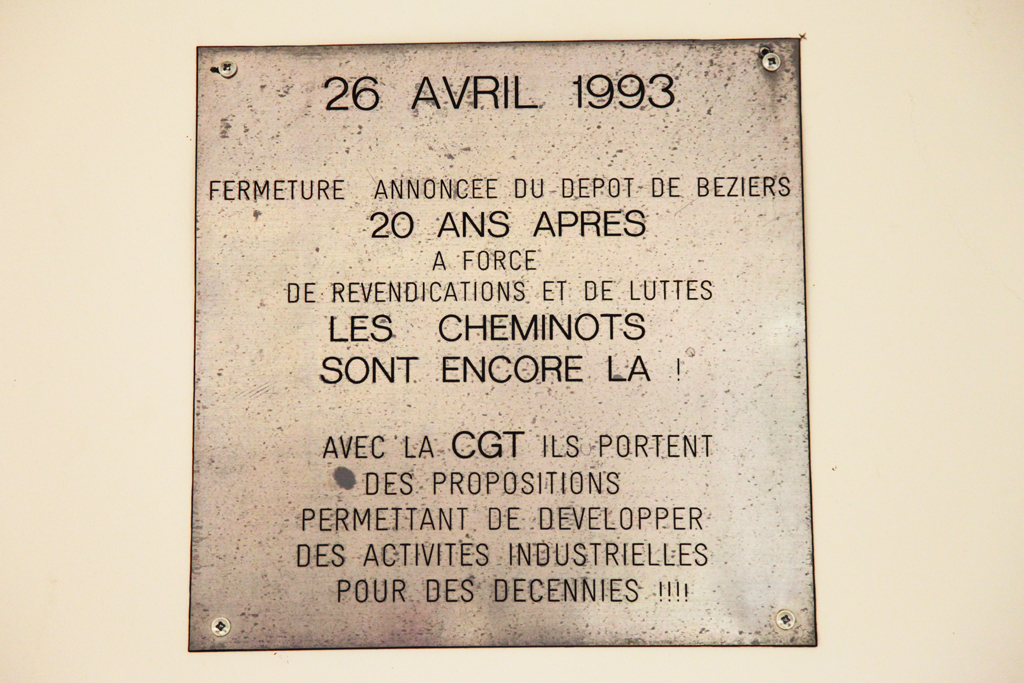 26 AVRIL 1993
FERMETURE ANNONCEE DU DEPOT DE BEZIERS
20 ANS APRES
A FORCE
DE REVENDICATIONS ET DE LUTTES
LES CHEMINOTS
SONT ENCORE LA !
AVEC LA CGT ILS PORTENT
DES PROPOSITIONS
PERMETTANT DE DEVELOPPER
DES ACTIVITES INDUSTRIELLES
POUR DES DECENNIES !!!!